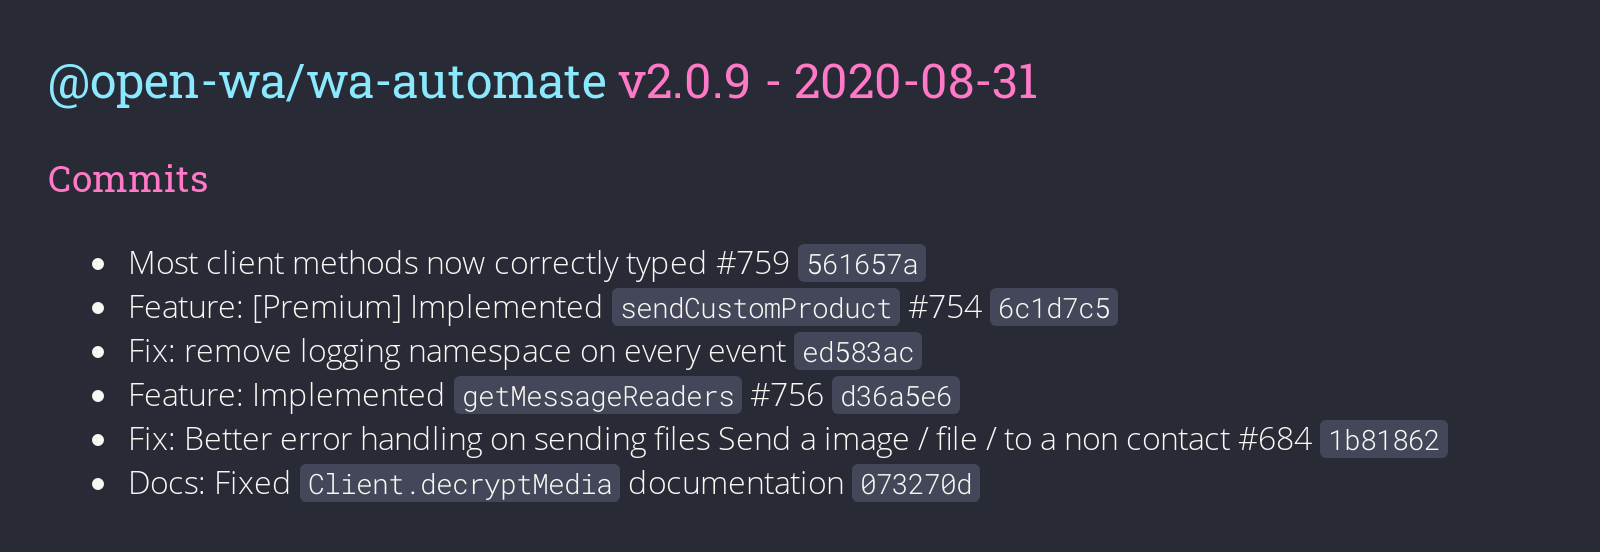 @open-wa/wa-automate v2.0.9 - 2020-08-31
Commits
Most client methods now correctly typed #759 561657a
Feature: [Premium] Implemented sendCustomProduct #754 6c1d7c5
Fix: remove logging namespace on every event ed583ac
Feature: Implemented getMessageReaders #756 d36a5e6
Fix: Better error handling on sending files Send a image / file / to a non contact #684 1b81862
Docs: Fixed Client.decryptMedia documentation 073270d